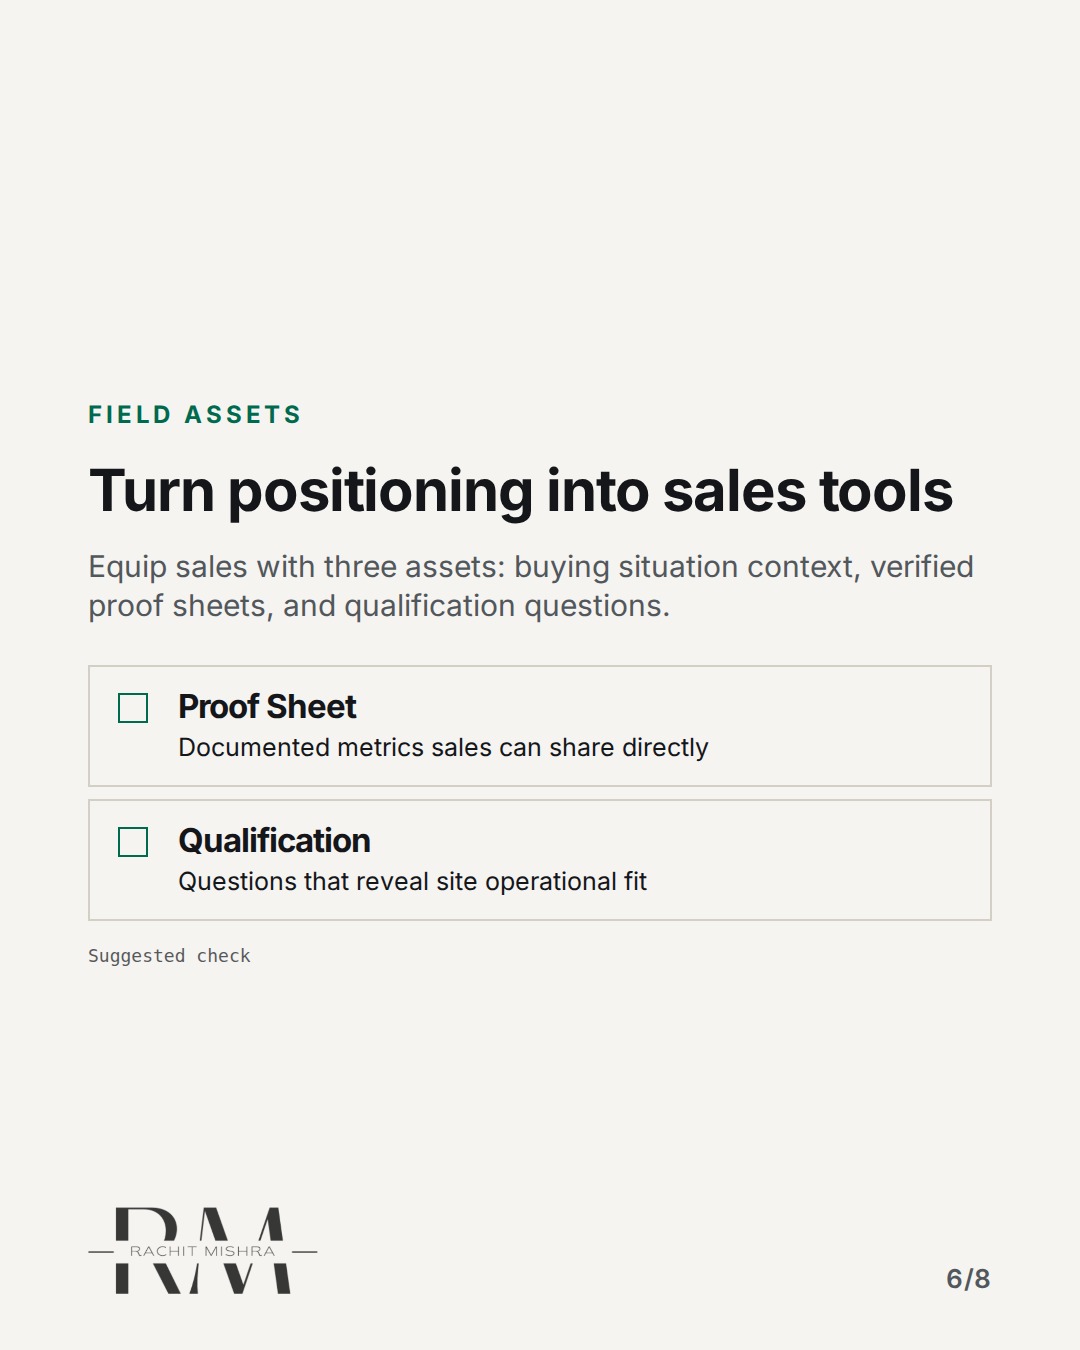 FIELD ASSETS
Turn positioning into sales tools
Equip sales with three assets: buying situation context, verified
proof sheets, and qualification questions.
Proof Sheet
Documented metrics sales can share directly
Qualification
Questions that reveal site operational fit
Suggested check
RM
RACHIT MISHRA
6/8